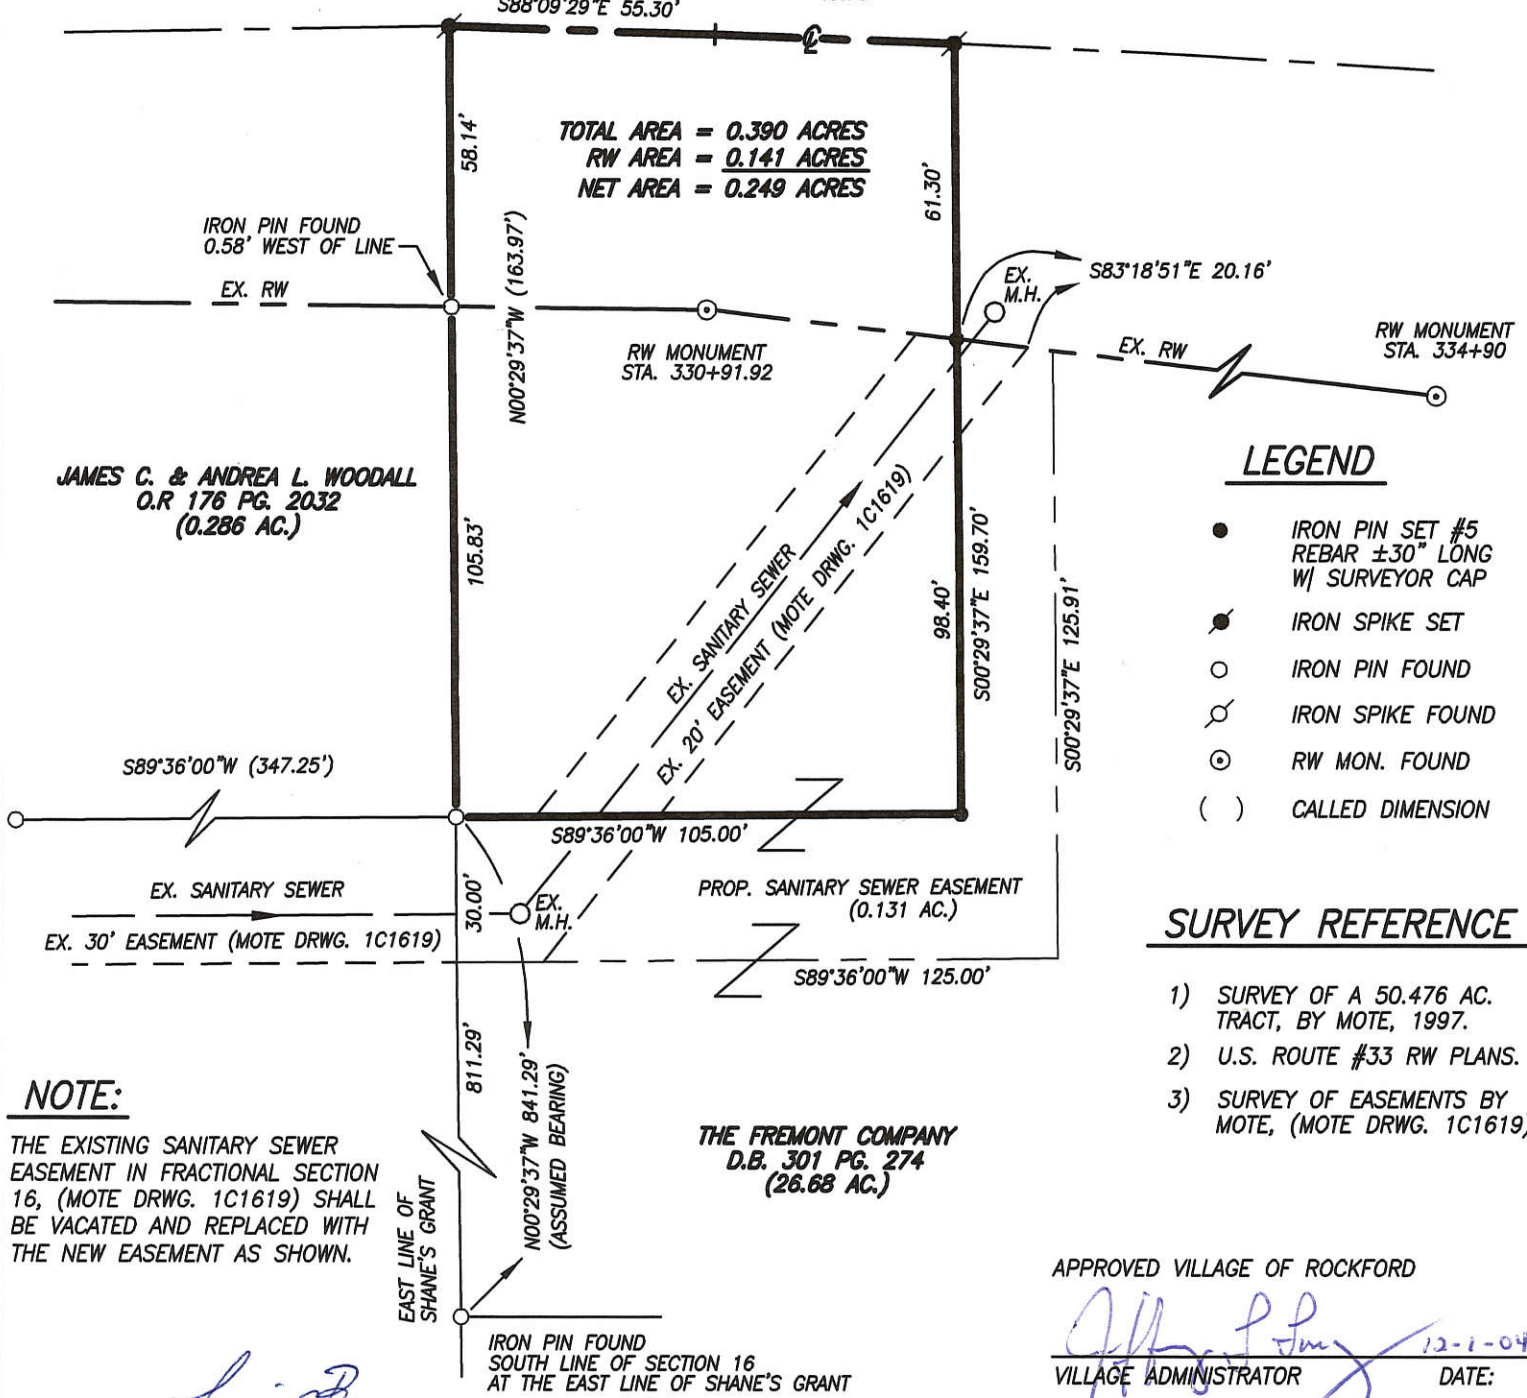 S88°09'29"E 55.30'
58.14'
TOTAL AREA = 0.390 ACRES
RW AREA = 0.141 ACRES
NET AREA = 0.249 ACRES
61.30'
IRON PIN FOUND
0.58' WEST OF LINE
N00°29'37"W (163.97')
EX. RW
EX.
M.H.
S83°18'51"E 20.16'
RW MONUMENT
STA. 330+91.92
EX. RW
RW MONUMENT
STA. 334+90
JAMES C. & ANDREA L. WOODALL
O.R 176 PG. 2032
(0.286 AC.)
105.83'
EX. SANITARY SEWER
EX. 20' EASEMENT (MOTE DRWG. 1C1619)
98.40'
S00°29'37"E 159.70'
S00°29'37"E 125.91'
LEGEND
IRON PIN SET #5
REBAR ±30" LONG
W/ SURVEYOR CAP
IRON SPIKE SET
IRON PIN FOUND
IRON SPIKE FOUND
RW MON. FOUND
( ) CALLED DIMENSION
S89°36'00"W (347.25')
S89°36'00"W 105.00'
EX. SANITARY SEWER
30.00'
EX.
M.H.
PROP. SANITARY SEWER EASEMENT
(0.131 AC.)
EX. 30' EASEMENT (MOTE DRWG. 1C1619)
S89°36'00"W 125.00'
SURVEY REFERENCE
1) SURVEY OF A 50.476 AC.
TRACT, BY MOTE, 1997.
2) U.S. ROUTE #33 RW PLANS.
3) SURVEY OF EASEMENTS BY
MOTE, (MOTE DRWG. 1C1619)
811.29'
N00°29'37"W 841.29'
(ASSUMED BEARING)
NOTE:
THE EXISTING SANITARY SEWER
EASEMENT IN FRACTIONAL SECTION
16, (MOTE DRWG. 1C1619) SHALL
BE VACATED AND REPLACED WITH
THE NEW EASEMENT AS SHOWN.
EAST LINE OF
SHANE'S GRANT
THE FREMONT COMPANY
D.B. 301 PG. 274
(26.68 AC.)
IRON PIN FOUND
SOUTH LINE OF SECTION 16
AT THE EAST LINE OF SHANE'S GRANT
APPROVED VILLAGE OF ROCKFORD
12-1-04
VILLAGE ADMINISTRATOR DATE: